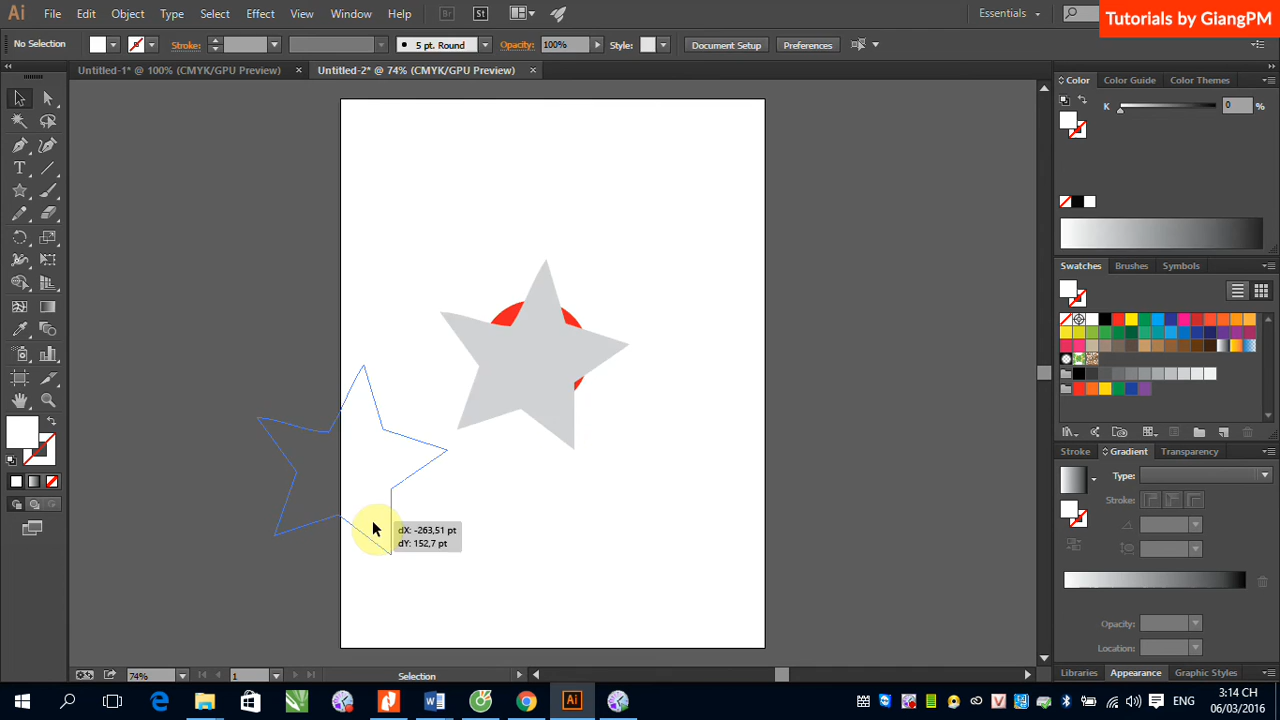 Ai File Edit Object Type Select Effect View Window Help Br St Essentials
Tutorials by GiangPM
No Selection Stroke: 5 pt. Round Opacity: 100% Style: Document Setup Preferences
Untitled-1* @ 100% (CMYK/GPU Preview) × Untitled-2* @ 74% (CMYK/GPU Preview) ×
Color Color Guide Color Themes
K 0 %
Swatches Brushes Symbols
Stroke Gradient Transparency
Type:
Stroke:
dX: -263,51 pt
dY: 152,7 pt
Opacity:
Location:
74% 1 Selection
Libraries Appearance Graphic Styles
ENG
3:14 CH
06/03/2016